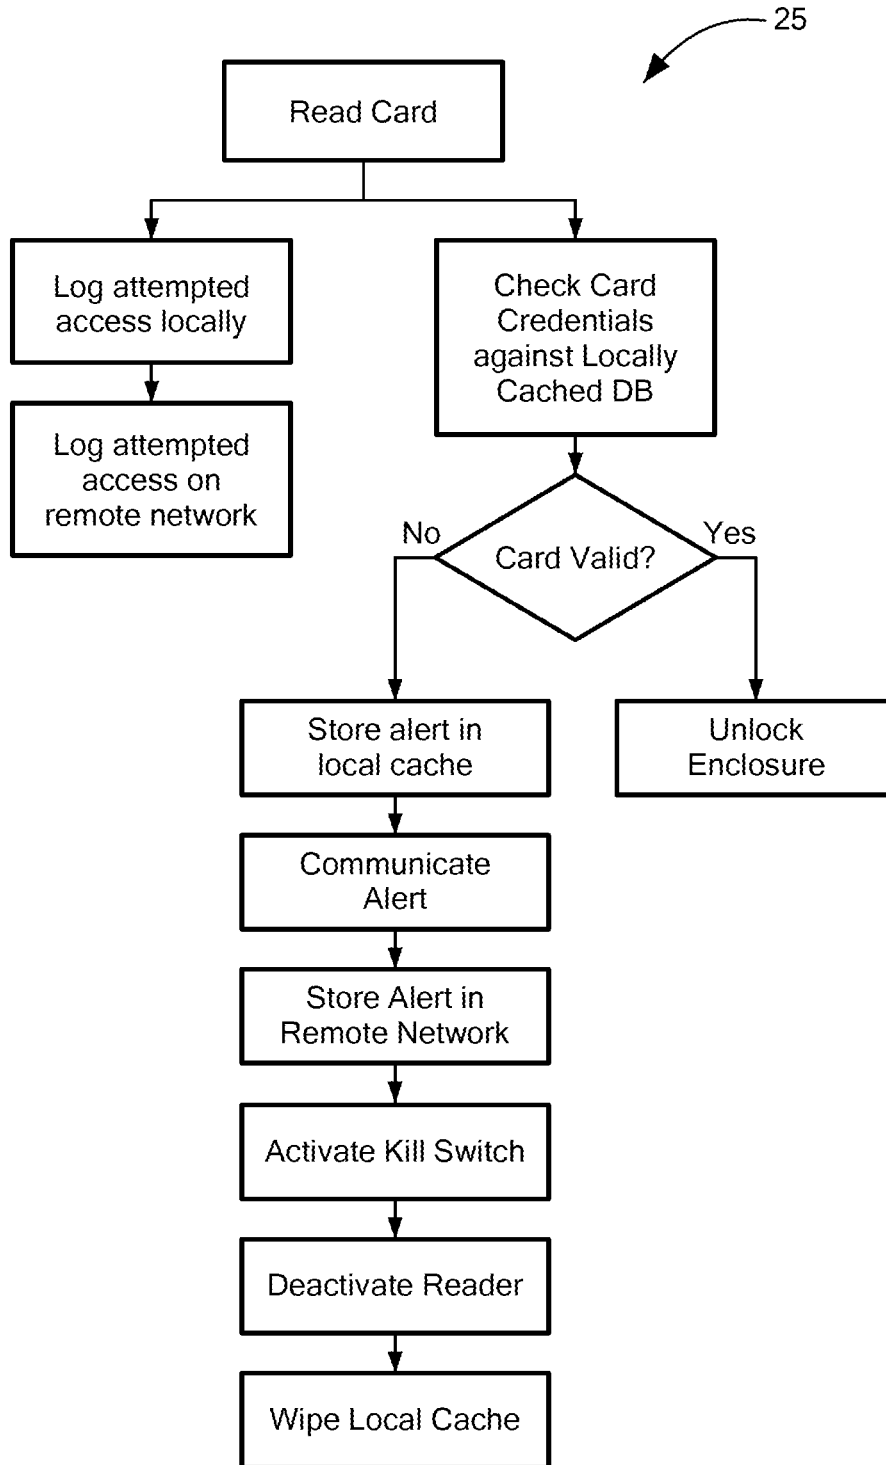 25
Read Card
Log attempted
access locally
Check Card
Credentials
against Locally
Cached DB
Log attempted
access on
remote network
No
Card Valid?
Yes
Store alert in
local cache
Unlock
Enclosure
Communicate
Alert
Store Alert in
Remote Network
Activate Kill Switch
Deactivate Reader
Wipe Local Cache